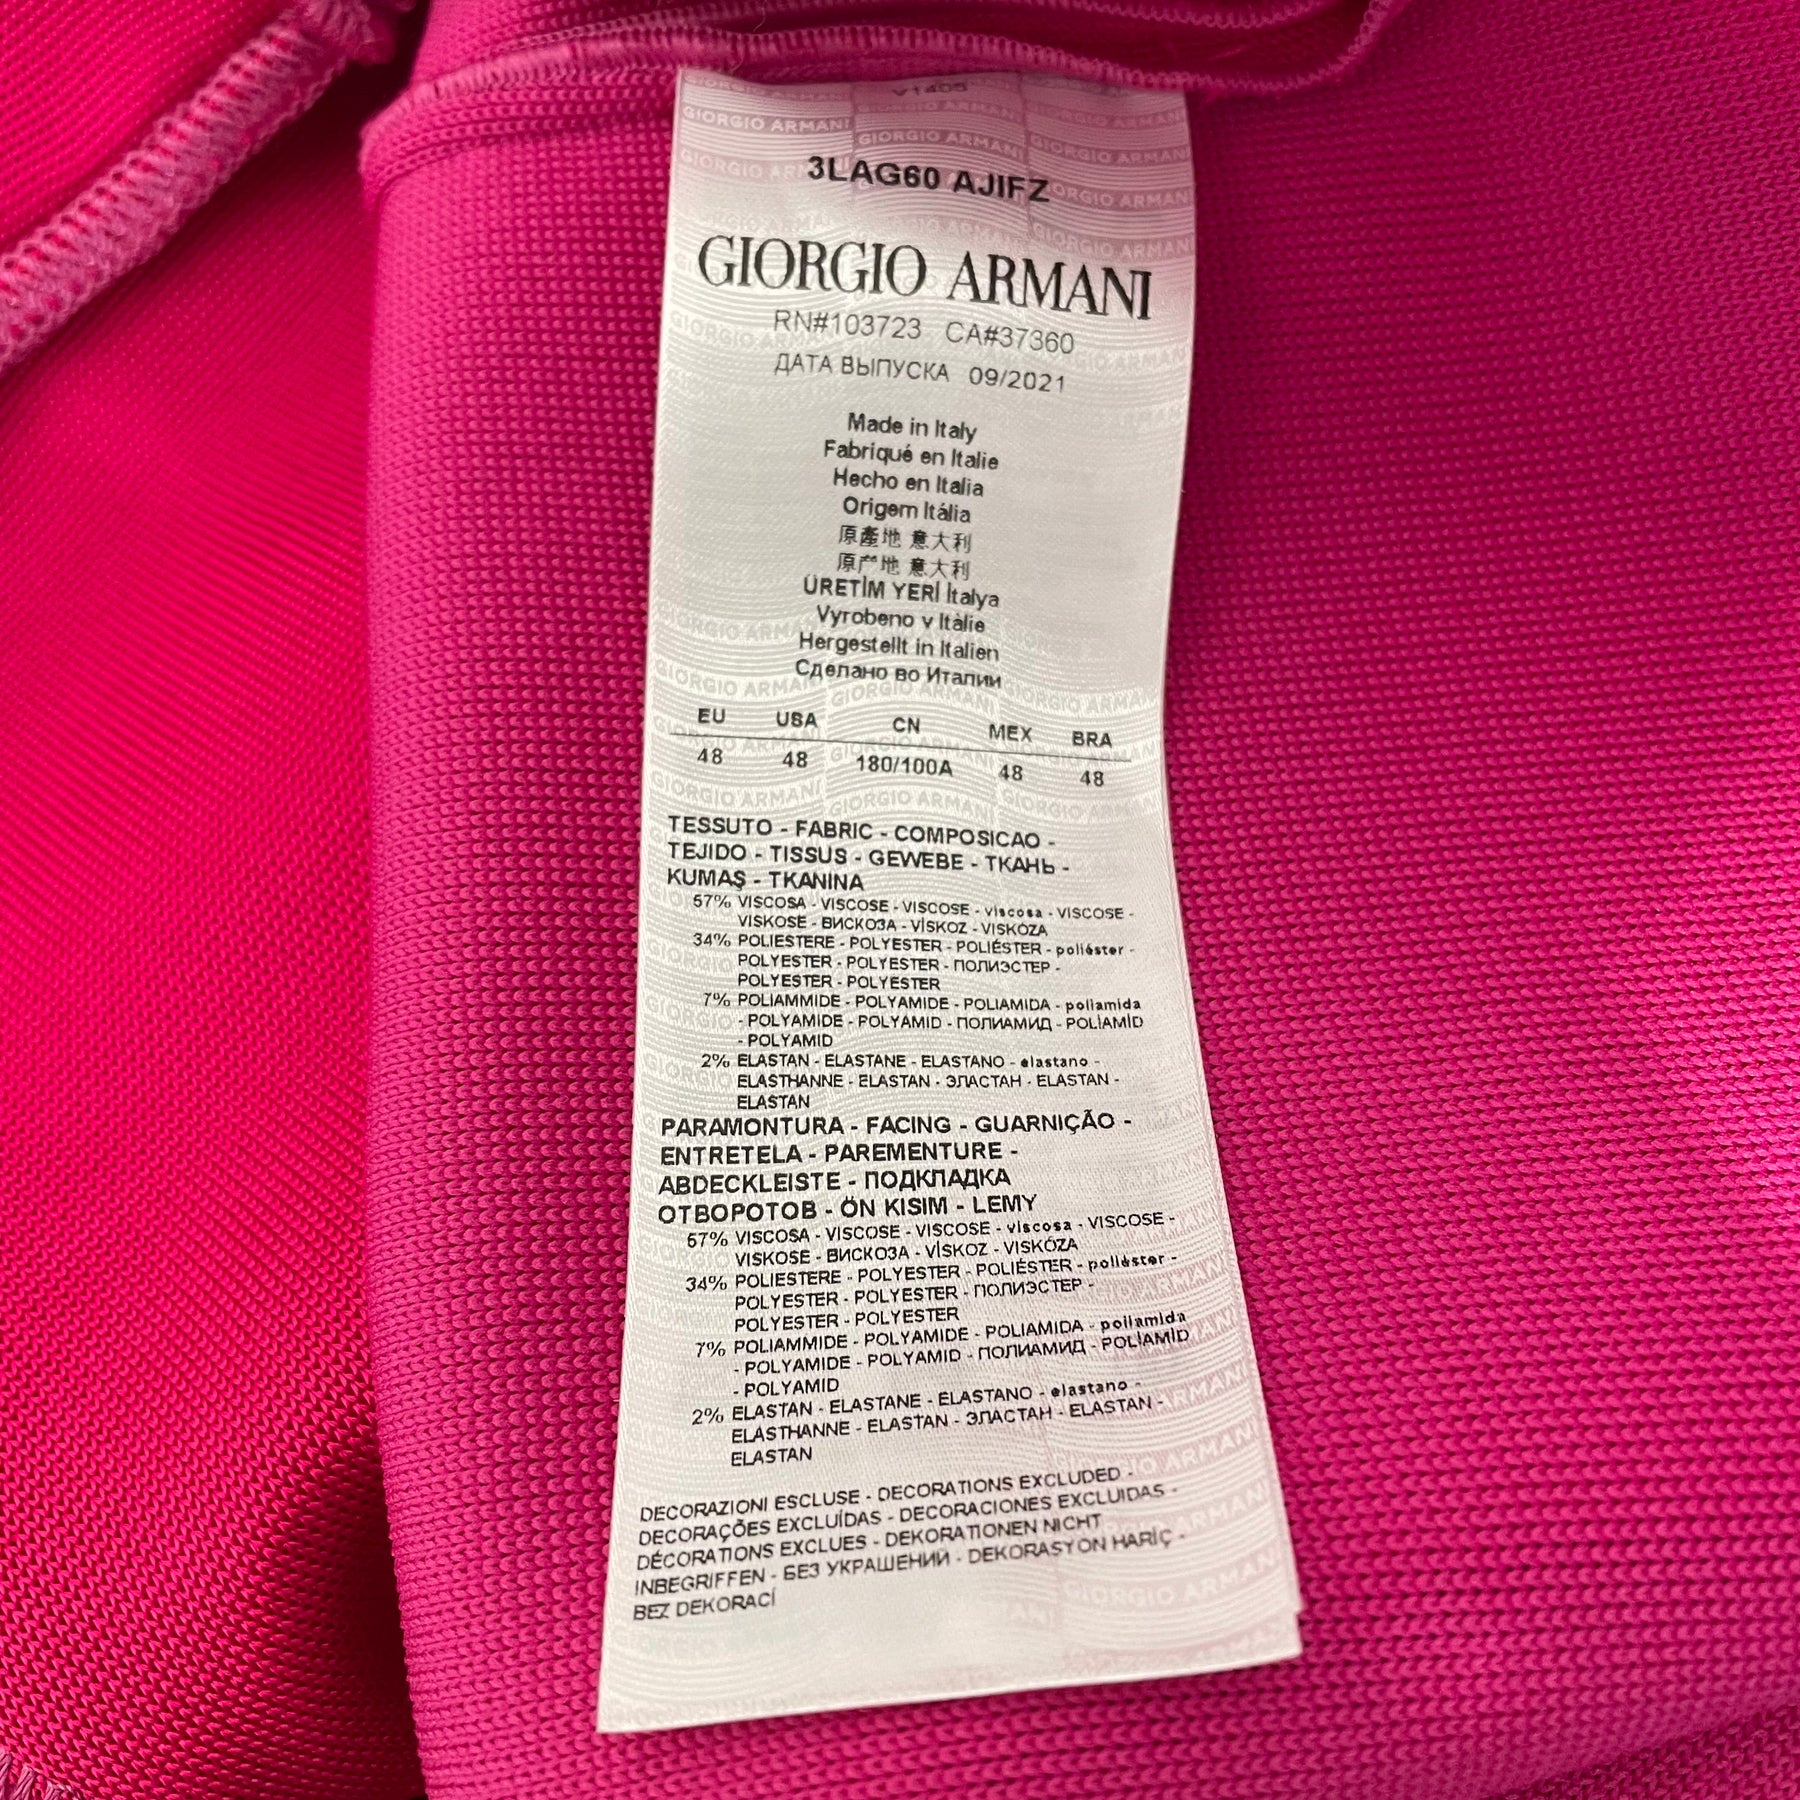 V1405
3LAG60 AJIFZ
GIORGIO ARMANI
RN#103723 CA#37360
ДАТА ВЫПУСКА 09/2021
Made in Italy
Fabriqué en Italie
Hecho en Italia
Origem Itália
原產地 意大利
原产地 意大利
ÜRETİM YERİ İtalya
Vyrobeno v Itàlie
Hergestellt in Italien
Сделано во Италии
EU USA CN MEX BRA
48 48 180/100A 48 48
TESSUTO - FABRIC - COMPOSICAO -
TEJIDO - TISSUS - GEWEBE - ТКАНЬ -
KUMAŞ - TKANINA
57% VISCOSA - VISCOSE - VISCOSE - viscosa - VISCOSE -
VISKOSE - ВИСКОЗА - VİSKOZ - VISKÓZA
34% POLIESTERE - POLYESTER - POLIÉSTER - poliéster -
POLYESTER - POLYESTER - ПОЛИЭСТЕР -
POLYESTER - POLYESTER
7% POLIAMMIDE - POLYAMIDE - POLIAMIDA - poliamida
- POLYAMIDE - POLYAMID - ПОЛИАМИД - POLİAMİD
- POLYAMID
2% ELASTAN - ELASTANE - ELASTANO - elastano -
ELASTHANNE - ELASTAN - ЭЛАСТАН - ELASTAN -
ELASTAN
PARAMONTURA - FACING - GUARNIÇÃO -
ENTRETELA - PAREMENTURE -
ABDECKLEISTE - ПОДКЛАДКА
ОТВОРОТОВ - ÖN KISIM - LEMY
57% VISCOSA - VISCOSE - VISCOSE - viscosa - VISCOSE -
VISKOSE - ВИСКОЗА - VİSKOZ - VISKÓZA
34% POLIESTERE - POLYESTER - POLIÉSTER - poliéster -
POLYESTER - POLYESTER - ПОЛИЭСТЕР -
POLYESTER - POLYESTER
7% POLIAMMIDE - POLYAMIDE - POLIAMIDA - poliamida
- POLYAMIDE - POLYAMID - ПОЛИАМИД - POLİAMİD
- POLYAMID
2% ELASTAN - ELASTANE - ELASTANO - elastano -
ELASTHANNE - ELASTAN - ЭЛАСТАН - ELASTAN -
ELASTAN
DECORAZIONI ESCLUSE - DECORATIONS EXCLUDED -
DECORAÇÕES EXCLUÍDAS - DECORACIONES EXCLUIDAS -
DÉCORATIONS EXCLUES - DEKORATIONEN NICHT
INBEGRIFFEN - БЕЗ УКРАШЕНИЙ - DEKORASYON HARİÇ -
BEZ DEKORACÍ